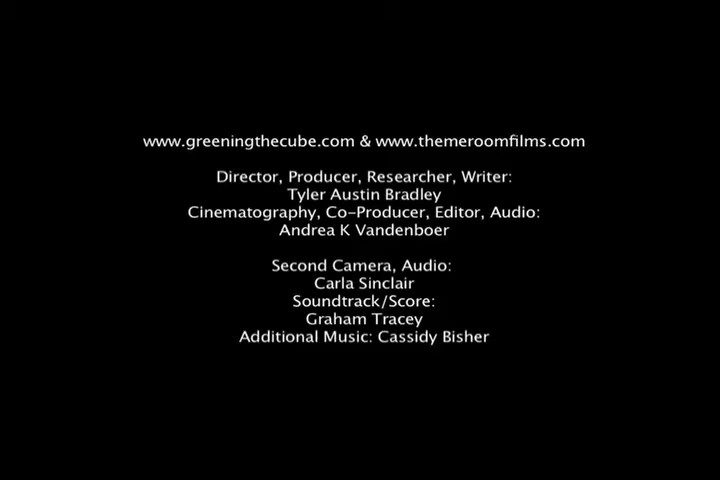 www.greeningthecube.com & www.themeroomfilms.com
Director, Producer, Researcher, Writer:
Tyler Austin Bradley
Cinematography, Co-Producer, Editor, Audio:
Andrea K Vandenboer
Second Camera, Audio:
Carla Sinclair
Soundtrack/Score:
Graham Tracey
Additional Music: Cassidy Bisher